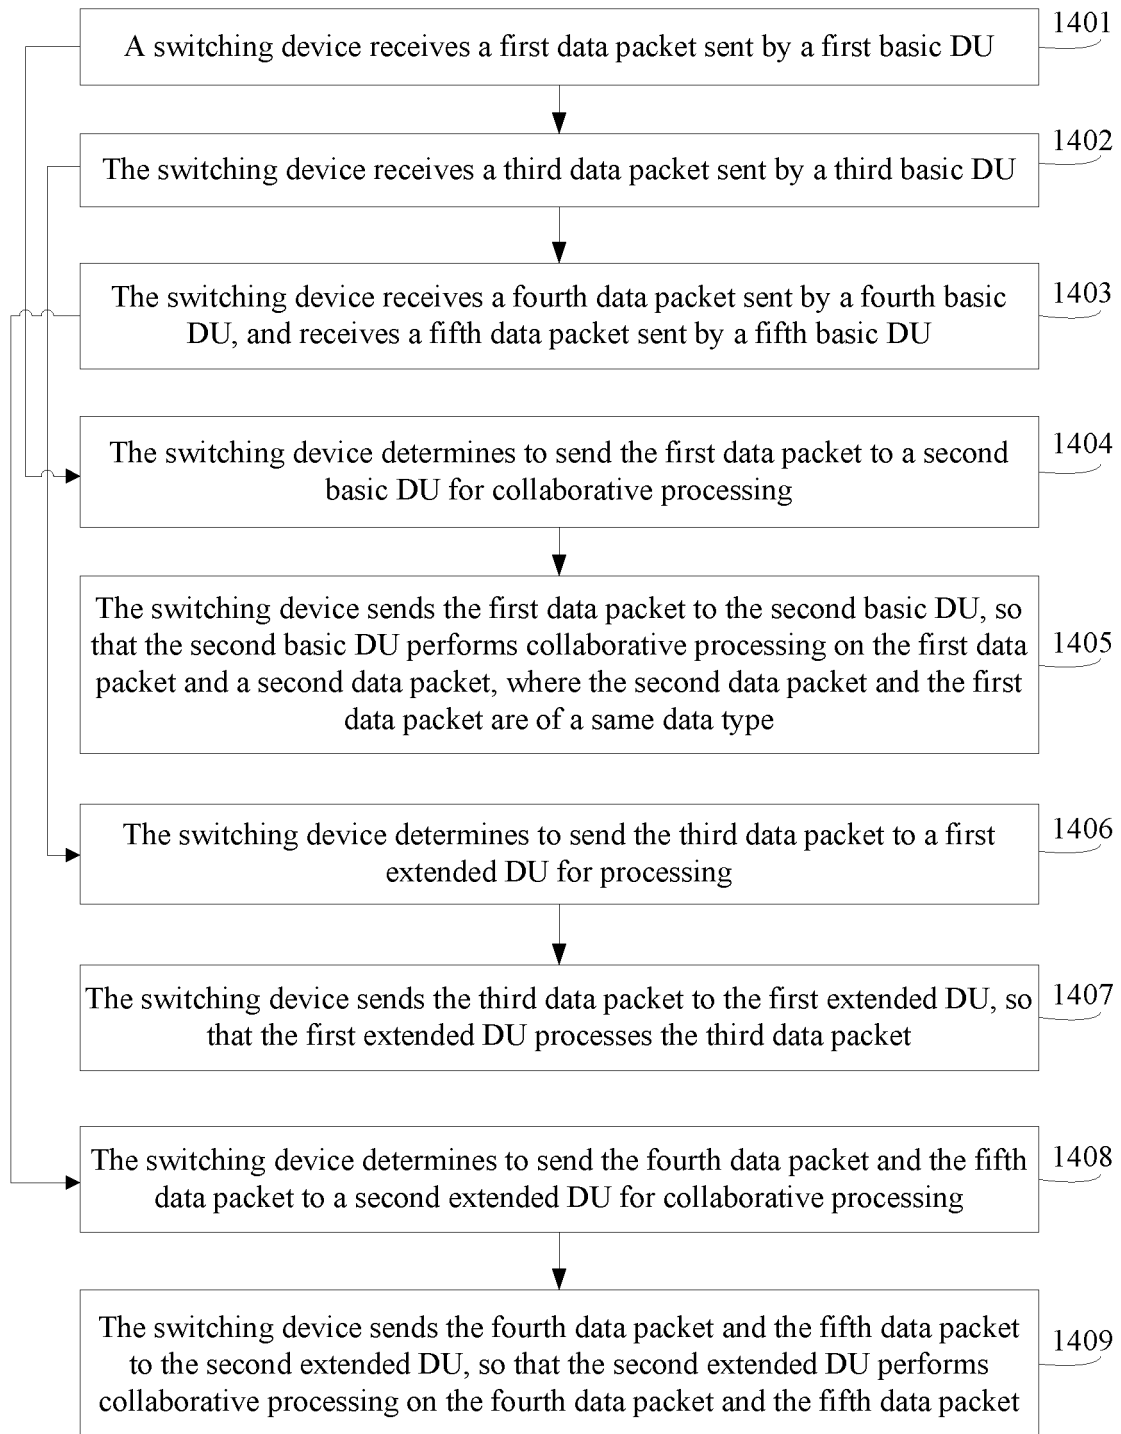 A switching device receives a first data packet sent by a first basic DU
1401
The switching device receives a third data packet sent by a third basic DU
1402
The switching device receives a fourth data packet sent by a fourth basic
DU, and receives a fifth data packet sent by a fifth basic DU
1403
The switching device determines to send the first data packet to a second
basic DU for collaborative processing
1404
The switching device sends the first data packet to the second basic DU, so
that the second basic DU performs collaborative processing on the first data
packet and a second data packet, where the second data packet and the first
data packet are of a same data type
1405
The switching device determines to send the third data packet to a first
extended DU for processing
1406
The switching device sends the third data packet to the first extended DU, so
that the first extended DU processes the third data packet
1407
The switching device determines to send the fourth data packet and the fifth
data packet to a second extended DU for collaborative processing
1408
The switching device sends the fourth data packet and the fifth data packet
to the second extended DU, so that the second extended DU performs
collaborative processing on the fourth data packet and the fifth data packet
1409